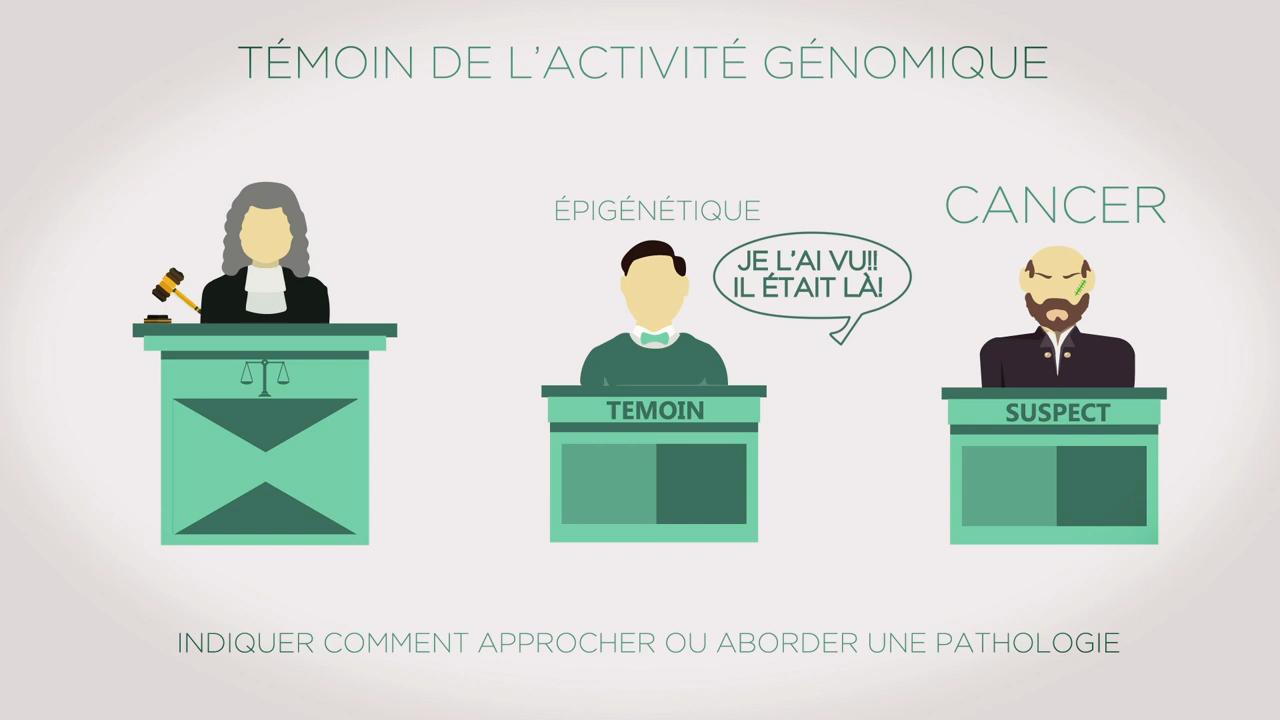 TÉMOIN DE L'ACTIVITÉ GÉNOMIQUE
ÉPIGÉNÉTIQUE
CANCER
JE L'AI VU!!
IL ÉTAIT LÀ!
TEMOIN
SUSPECT
INDIQUER COMMENT APPROCHER OU ABORDER UNE PATHOLOGIE